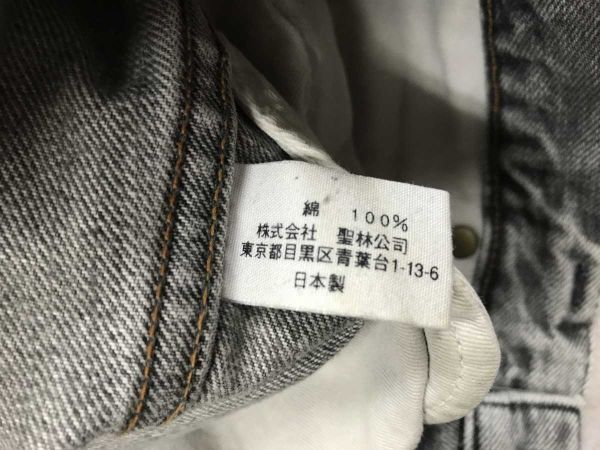 綿 100%
株式会社 聖林公司
東京都目黒区青葉台1-13-6
日本製